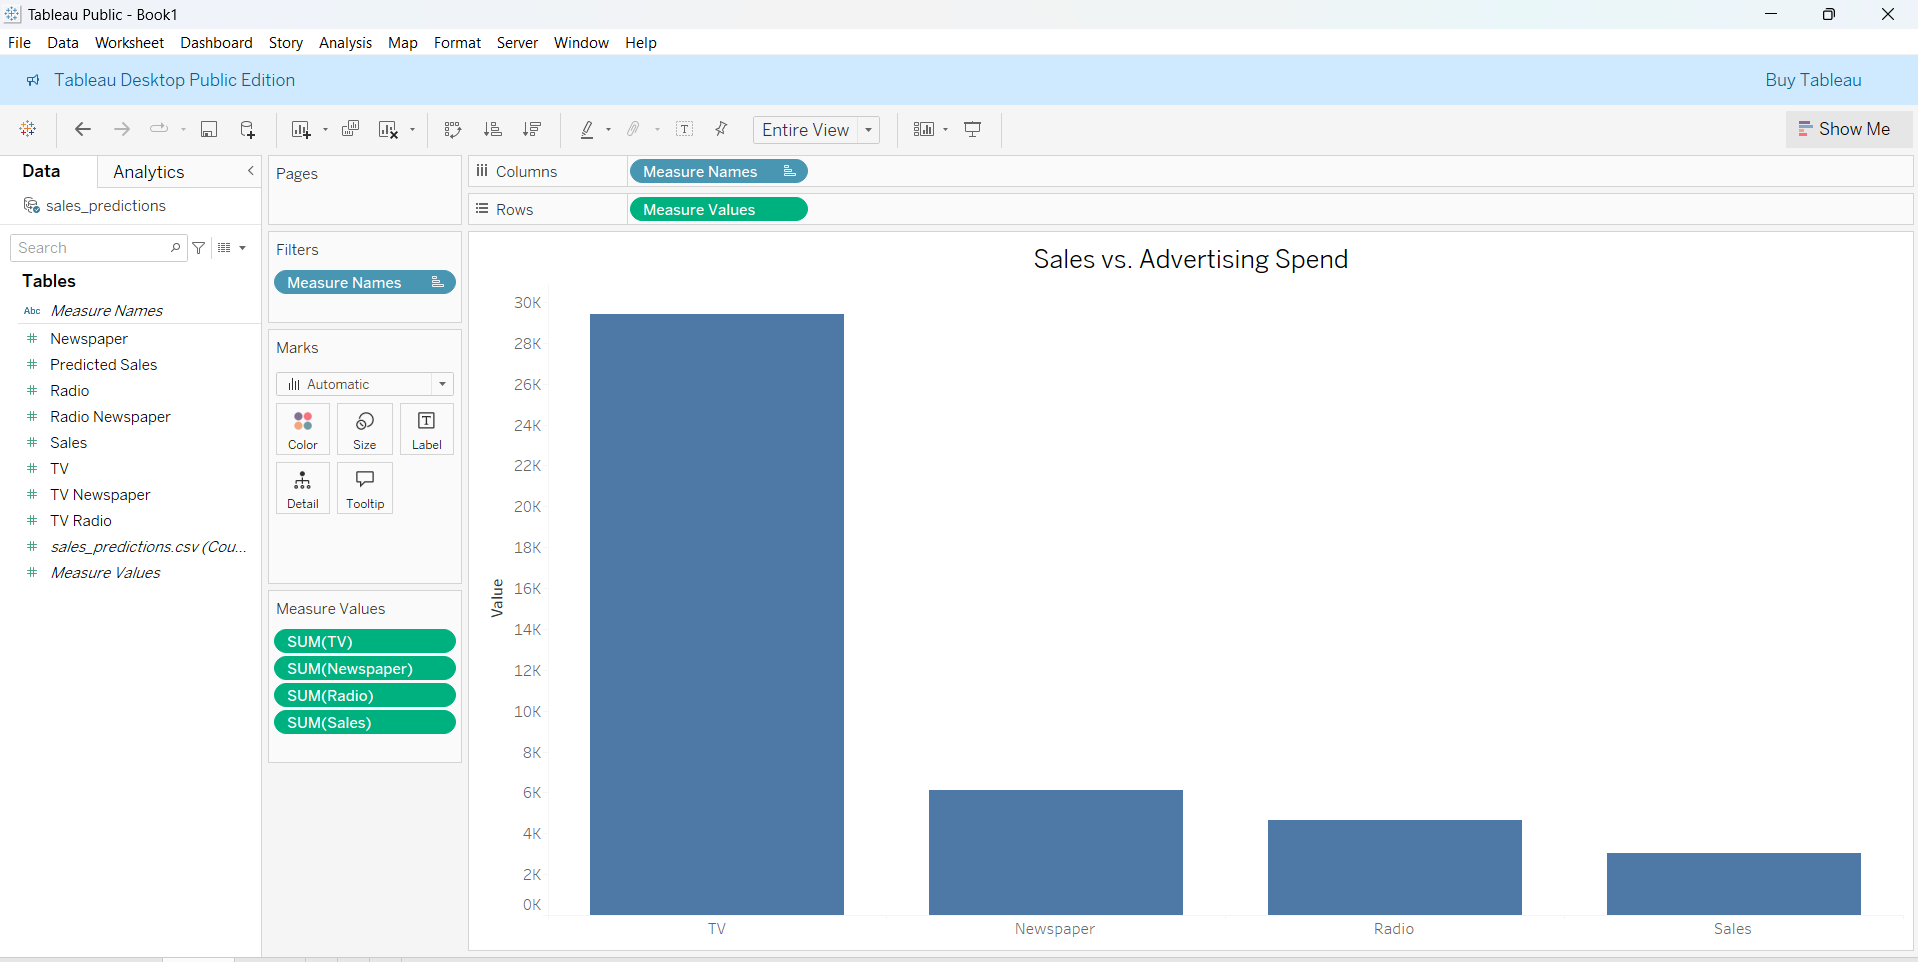 Tableau Public - Book1
File Data Worksheet Dashboard Story Analysis Map Format Server Window Help
Tableau Desktop Public Edition
Buy Tableau
Entire View
Show Me
Data
Analytics
sales_predictions
Search
Tables
Abc Measure Names
Newspaper
Predicted Sales
Radio
Radio Newspaper
Sales
TV
TV Newspaper
TV Radio
sales_predictions.csv (Cou...
Measure Values
Pages
Filters
Measure Names
Marks
Automatic
Color
Size
Label
Detail
Tooltip
Measure Values
SUM(TV)
SUM(Newspaper)
SUM(Radio)
SUM(Sales)
Columns
Measure Names
Rows
Measure Values
Sales vs. Advertising Spend
30K
28K
26K
24K
22K
20K
18K
16K
14K
12K
10K
8K
6K
4K
2K
0K
Value
TV
Newspaper
Radio
Sales